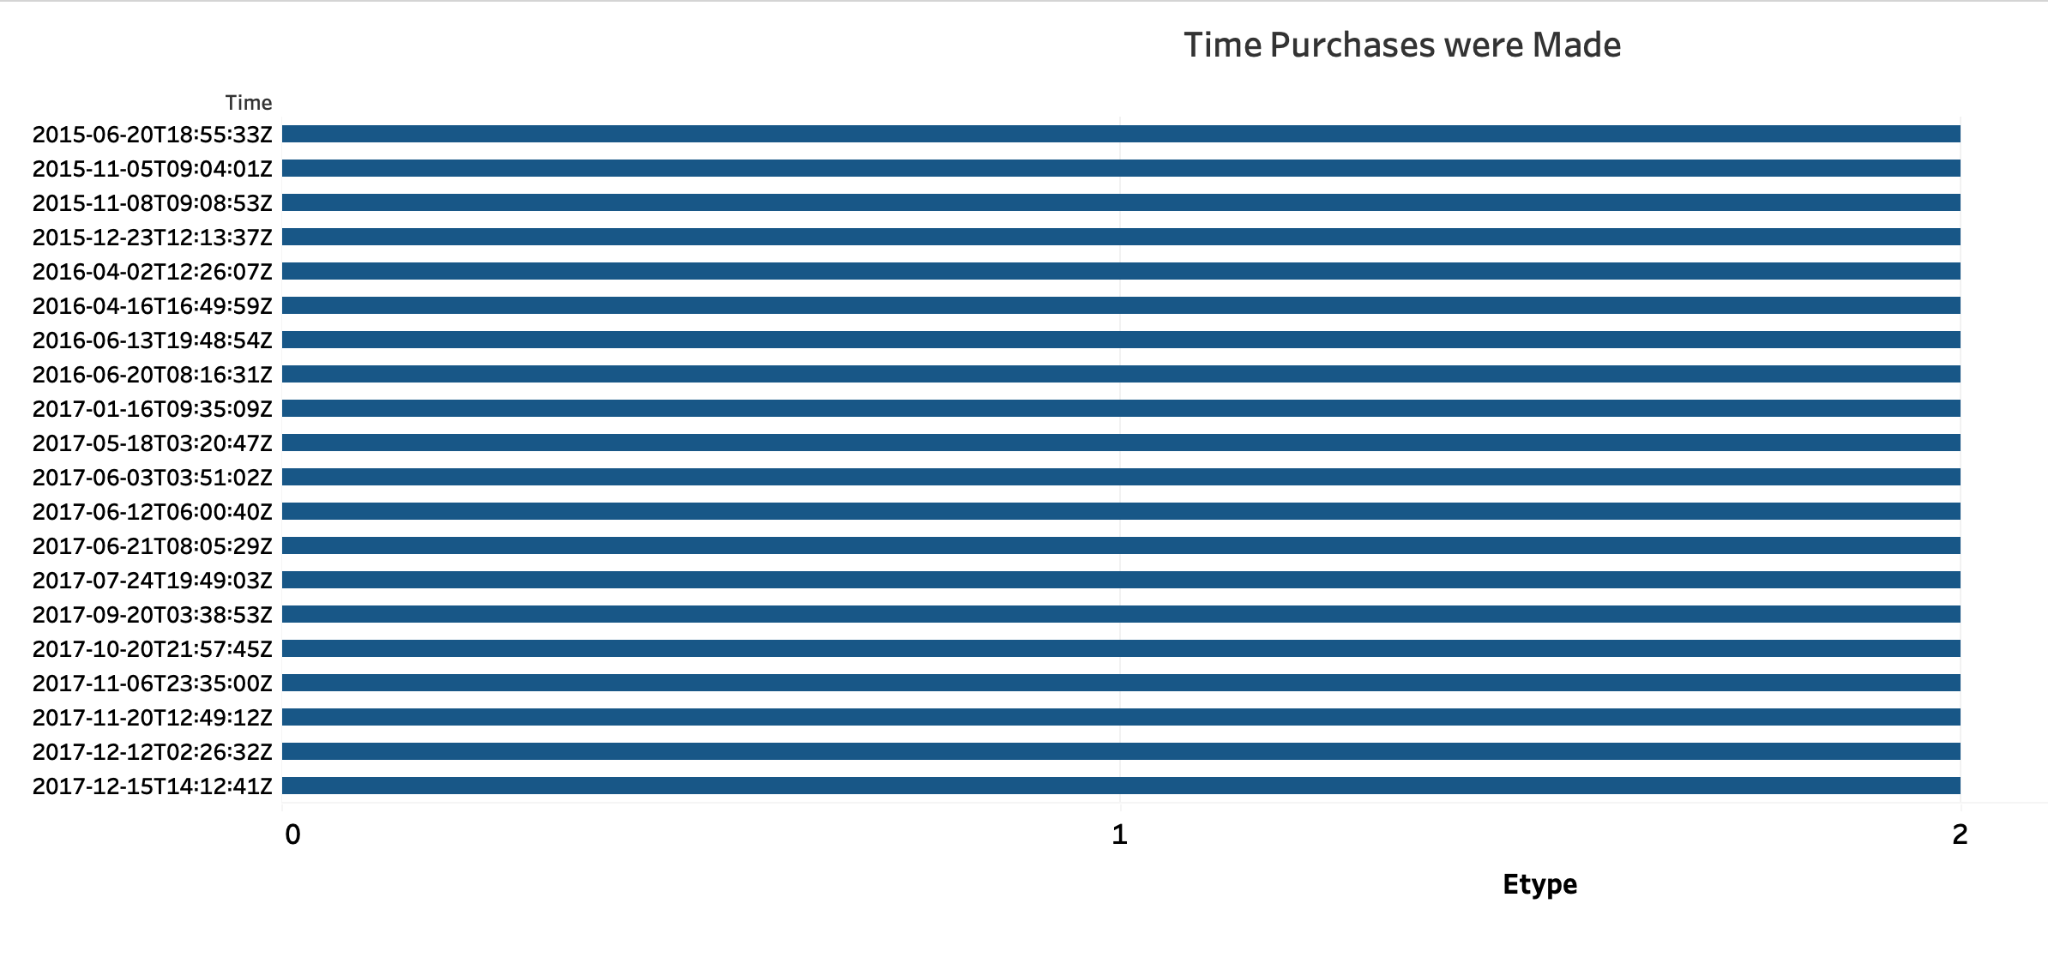 Time Purchases were Made
Time
2015-06-20T18:55:33Z
2015-11-05T09:04:01Z
2015-11-08T09:08:53Z
2015-12-23T12:13:37Z
2016-04-02T12:26:07Z
2016-04-16T16:49:59Z
2016-06-13T19:48:54Z
2016-06-20T08:16:31Z
2017-01-16T09:35:09Z
2017-05-18T03:20:47Z
2017-06-03T03:51:02Z
2017-06-12T06:00:40Z
2017-06-21T08:05:29Z
2017-07-24T19:49:03Z
2017-09-20T03:38:53Z
2017-10-20T21:57:45Z
2017-11-06T23:35:00Z
2017-11-20T12:49:12Z
2017-12-12T02:26:32Z
2017-12-15T14:12:41Z
0 1 2
Etype